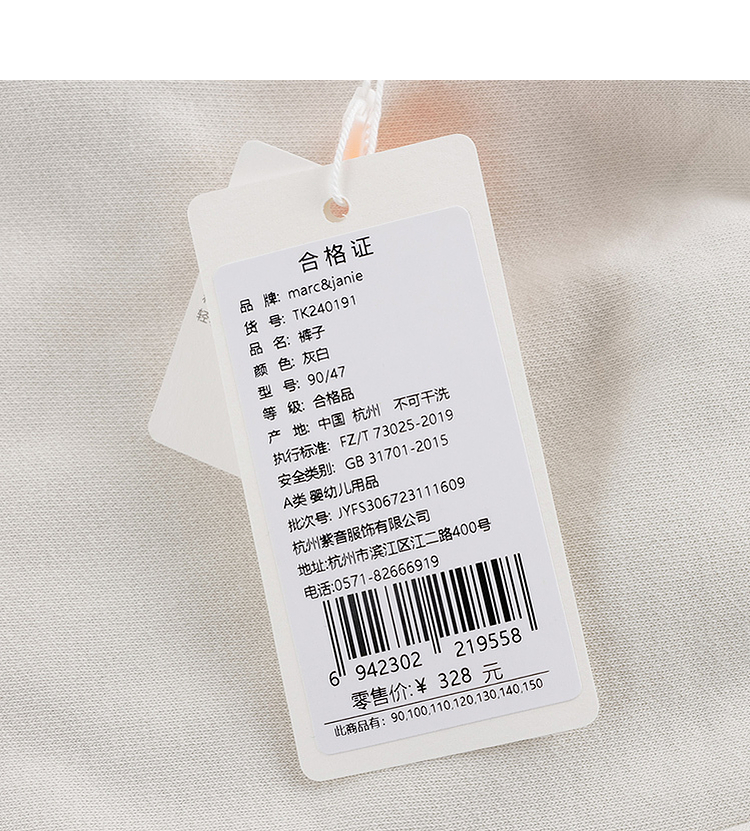 合格证
品 牌: marc&janie
货 号: TK240191
品 名: 裤子
颜 色: 灰白
型 号: 90/47
等 级: 合格品
产 地: 中国 杭州 不可干洗
执行标准: FZ/T 73025-2019
安全类别: GB 31701-2015
A类 婴幼儿用品
批次号: JYFS306723111609
杭州紫音服饰有限公司
地址:杭州市滨江区江二路400号
电话:0571-82666919
6 942302 219558
零售价:¥ 328 元
此商品有: 90,100,110,120,130,140,150
轻